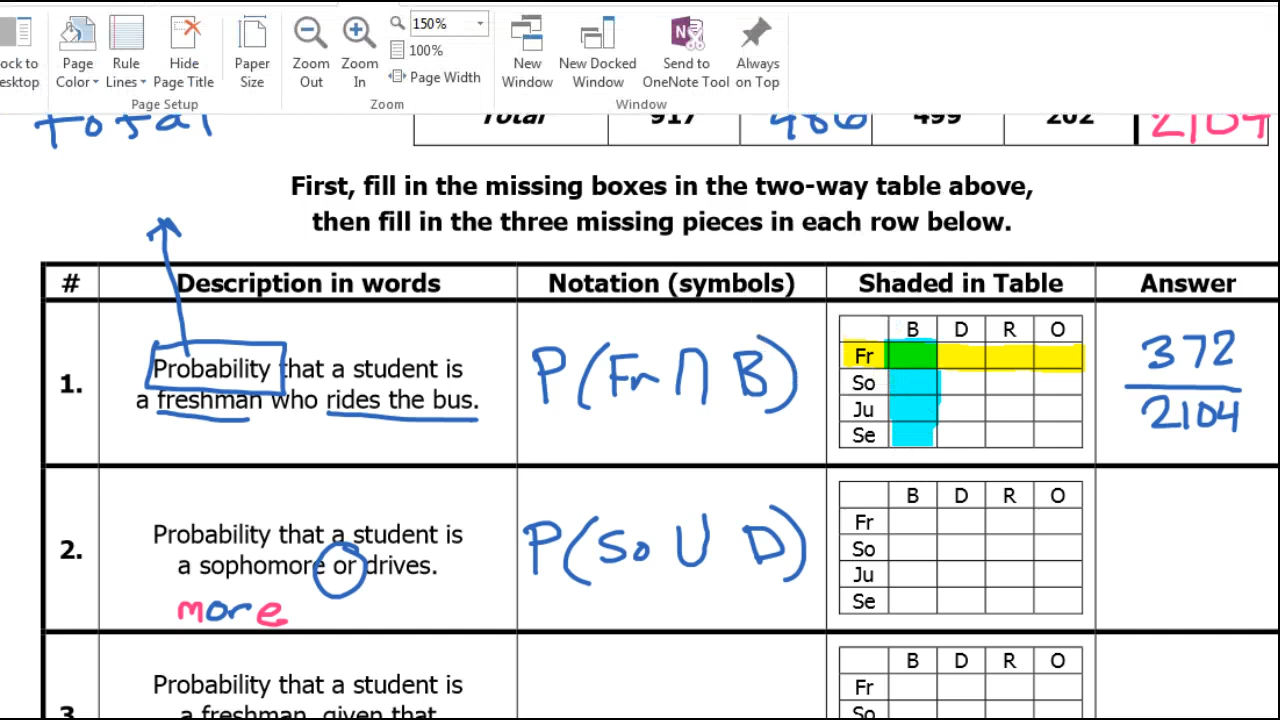 150%
ock to Page Rule Hide Paper Zoom Zoom 100% New New Docked Send to Always
esktop Color Lines Page Title Size Out In Page Width Window Window OneNote Tool on Top
Page Setup Zoom Window
total Total 917 486 499 202 2104
First, fill in the missing boxes in the two-way table above,
then fill in the three missing pieces in each row below.
# Description in words Notation (symbols) Shaded in Table Answer
1. Probability that a student is
a freshman who rides the bus.
P(Fr ∩ B)
B D R O
Fr
So
Ju
Se
372
2104
2. Probability that a student is
a sophomore or drives.
more
P(So U D)
B D R O
Fr
So
Ju
Se
3. Probability that a student is
a freshman, given that
B D R O
Fr
So